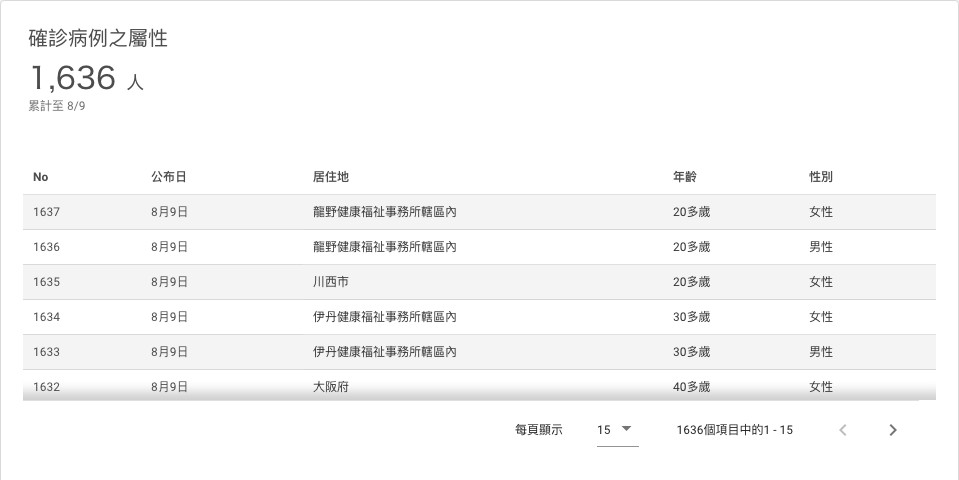 確診病例之屬性
1,636 人
累計至 8/9
No 公布日 居住地 年齡 性別
1637 8月9日 龍野健康福祉事務所轄區內 20多歲 女性
1636 8月9日 龍野健康福祉事務所轄區內 20多歲 男性
1635 8月9日 川西市 20多歲 女性
1634 8月9日 伊丹健康福祉事務所轄區內 30多歲 女性
1633 8月9日 伊丹健康福祉事務所轄區內 30多歲 男性
1632 8月9日 大阪府 40多歲 女性
每頁顯示 15 1636個項目中的1 - 15